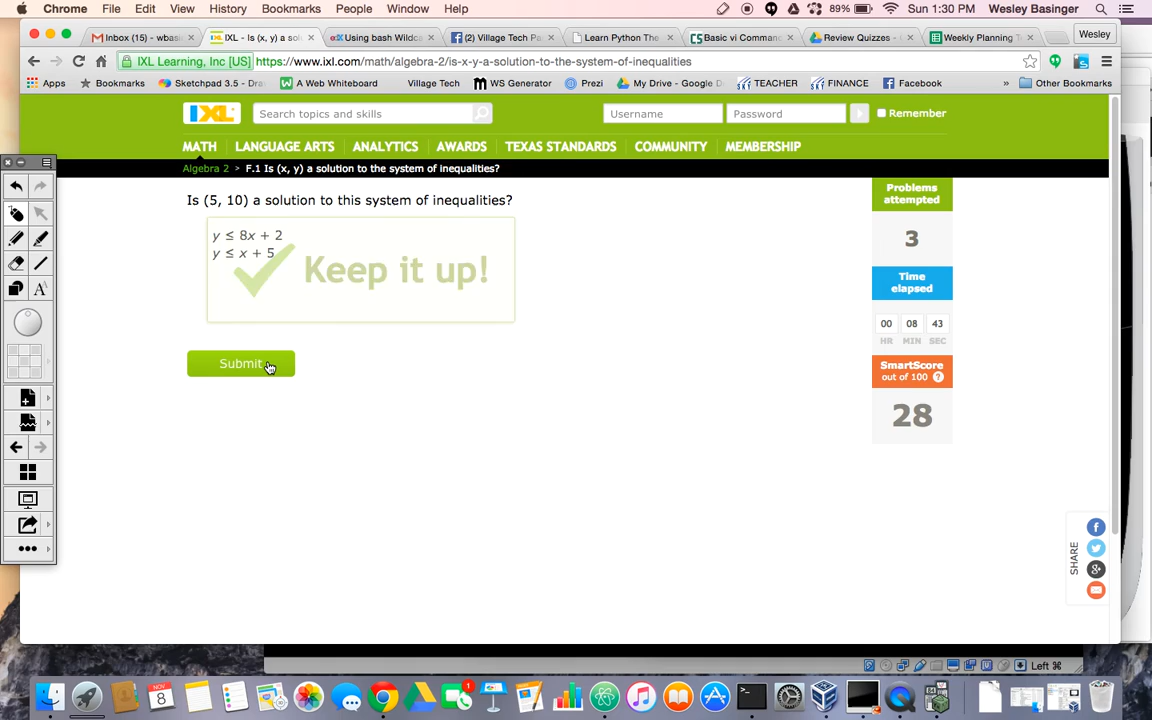 Chrome File Edit View History Bookmarks People Window Help 89% Sun 1:30 PM Wesley Basinger
Inbox (15) - wbasi IXL - Is (x, y) a sol Using bash Wildca (2) Village Tech Pa Learn Python The Basic vi Comman Review Quizzes - G Weekly Planning T Wesley
IXL Learning, Inc [US] https://www.ixl.com/math/algebra-2/is-x-y-a-solution-to-the-system-of-inequalities
Apps Bookmarks Sketchpad 3.5 - Dra A Web Whiteboard Village Tech WS Generator Prezi My Drive - Google D TEACHER FINANCE Facebook » Other Bookmarks
IXL Search topics and skills Username Password Remember
MATH LANGUAGE ARTS ANALYTICS AWARDS TEXAS STANDARDS COMMUNITY MEMBERSHIP
Algebra 2 > F.1 Is (x, y) a solution to the system of inequalities?
Is (5, 10) a solution to this system of inequalities?
y ≤ 8x + 2
y ≤ x + 5
Keep it up!
Submit
Problems
attempted
3
Time
elapsed
00 08 43
HR MIN SEC
SmartScore
out of 100 ?
28
SHARE
Left ⌘